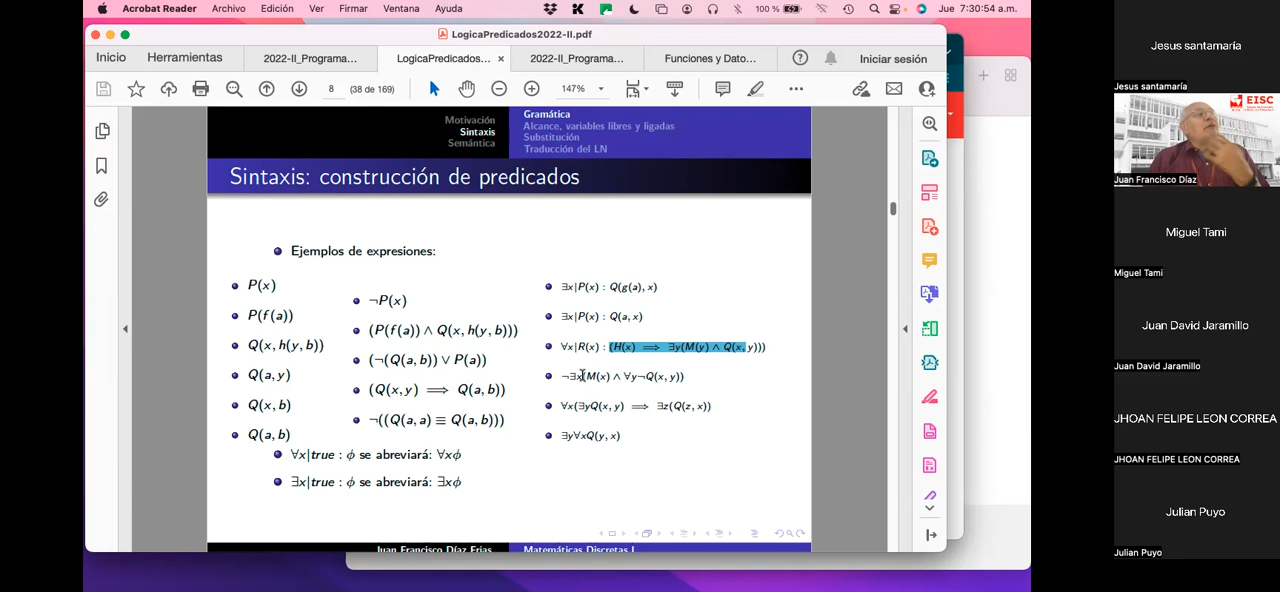 Acrobat Reader Archivo Edición Ver Firmar Ventana Ayuda 100 % Jue 7:30:54 a.m.
LogicaPredicados2022-II.pdf
Inicio Herramientas 2022-II_Programa... LogicaPredicados... × 2022-II_Programa... Funciones y Dato... Iniciar sesión
8 (38 de 169) 147%
Motivación
Sintaxis
Semántica
Gramática
Alcance, variables libres y ligadas
Substitución
Traducción del LN
Sintaxis: construcción de predicados
Ejemplos de expresiones:
P(x)
P(f(a))
Q(x, h(y, b))
Q(a, y)
Q(x, b)
Q(a, b)
¬P(x)
(P(f(a)) ∧ Q(x, h(y, b)))
(¬(Q(a, b)) ∨ P(a))
(Q(x, y) ⟹ Q(a, b))
¬((Q(a, a) ≡ Q(a, b)))
∃x|P(x) : Q(g(a), x)
∃x|P(x) : Q(a, x)
∀x|R(x) : (H(x) ⟹ ∃y(M(y) ∧ Q(x, y)))
¬∃x(M(x) ∧ ∀y¬Q(x, y))
∀x(∃yQ(x, y) ⟹ ∃z(Q(z, x))
∃y∀xQ(y, x)
∀x|true : ϕ se abreviará: ∀xϕ
∃x|true : ϕ se abreviará: ∃xϕ
Juan Francisco Díaz Frias Matemáticas Discretas I
Jesus santamaría
Jesus santamaría
EISC
Juan Francisco Díaz
Miguel Tami
Miguel Tami
Juan David Jaramillo
Juan David Jaramillo
JHOAN FELIPE LEON CORREA
JHOAN FELIPE LEON CORREA
Julian Puyo
Julian Puyo